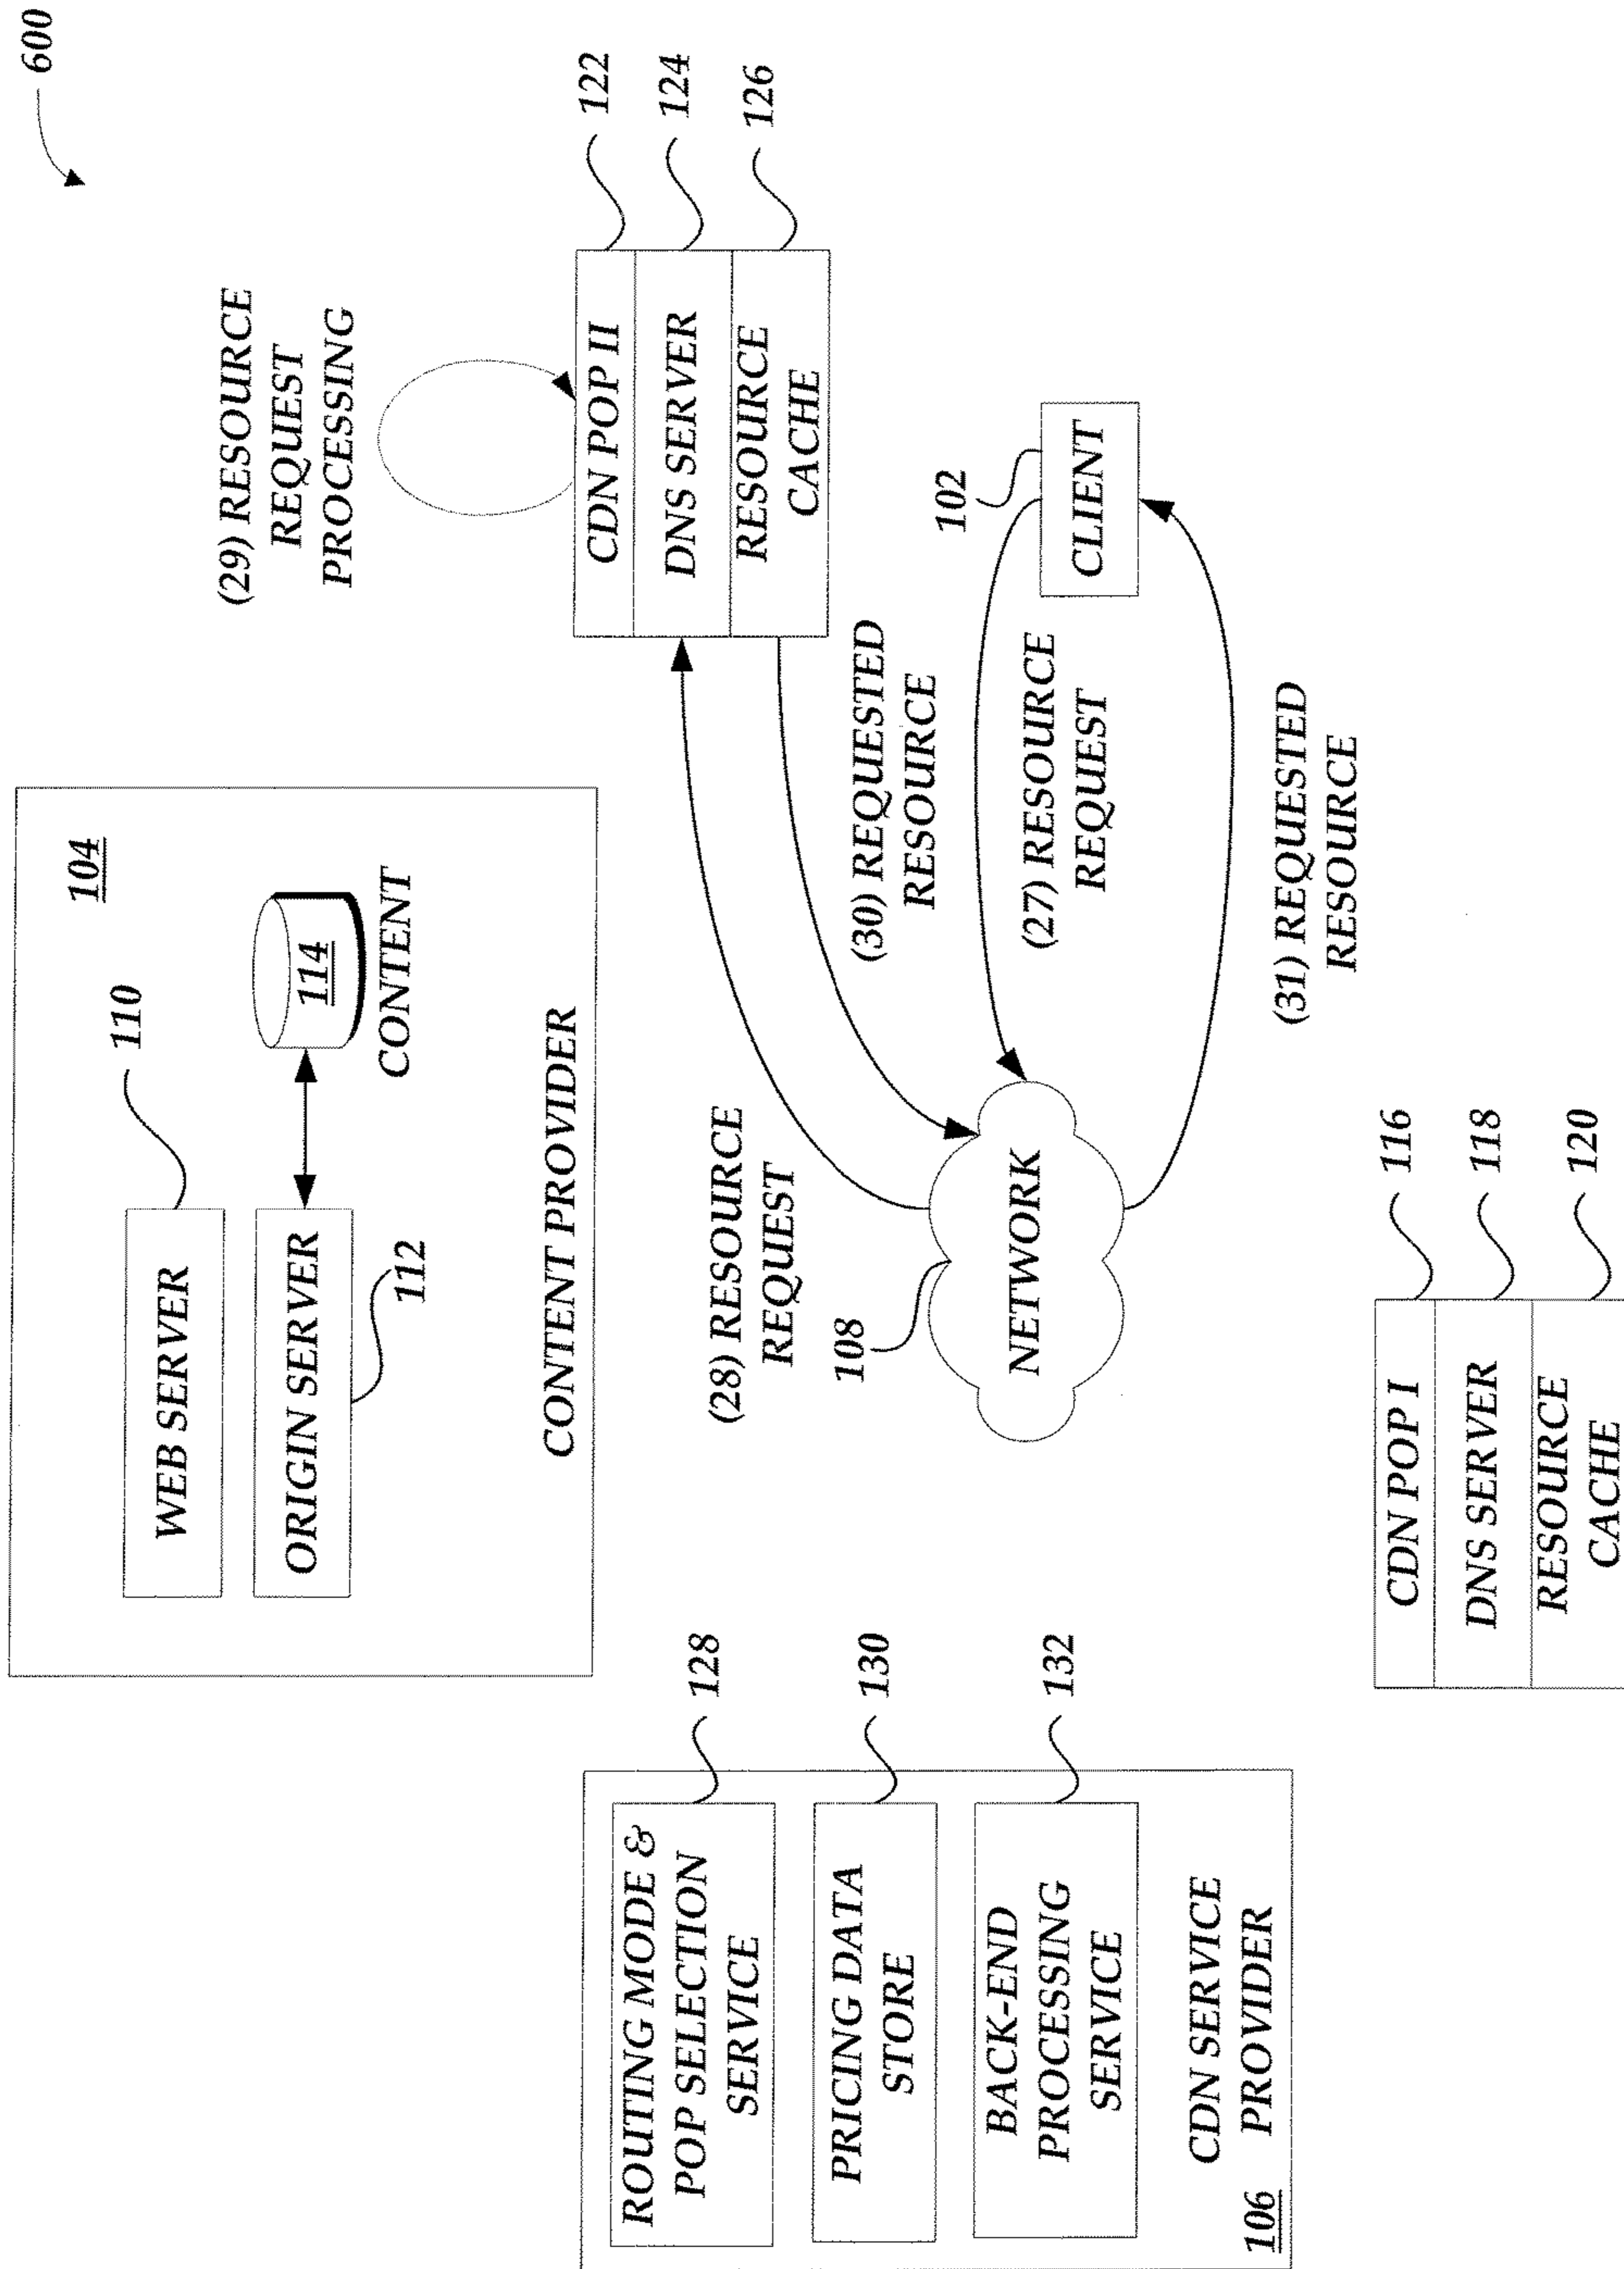 600
104
WEB SERVER
110
ORIGIN SERVER
112
114
CONTENT
CONTENT PROVIDER
ROUTING MODE &
POP SELECTION
SERVICE
128
PRICING DATA
STORE
130
BACK-END
PROCESSING
SERVICE
132
CDN SERVICE
PROVIDER
106
(29) RESOURCE
REQUEST
PROCESSING
CDN POP II
122
DNS SERVER
124
RESOURCE
CACHE
126
(28) RESOURCE
REQUEST
108
NETWORK
(30) REQUESTED
RESOURCE
(27) RESOURCE
REQUEST
102
CLIENT
(31) REQUESTED
RESOURCE
CDN POP I
116
DNS SERVER
118
RESOURCE
CACHE
120